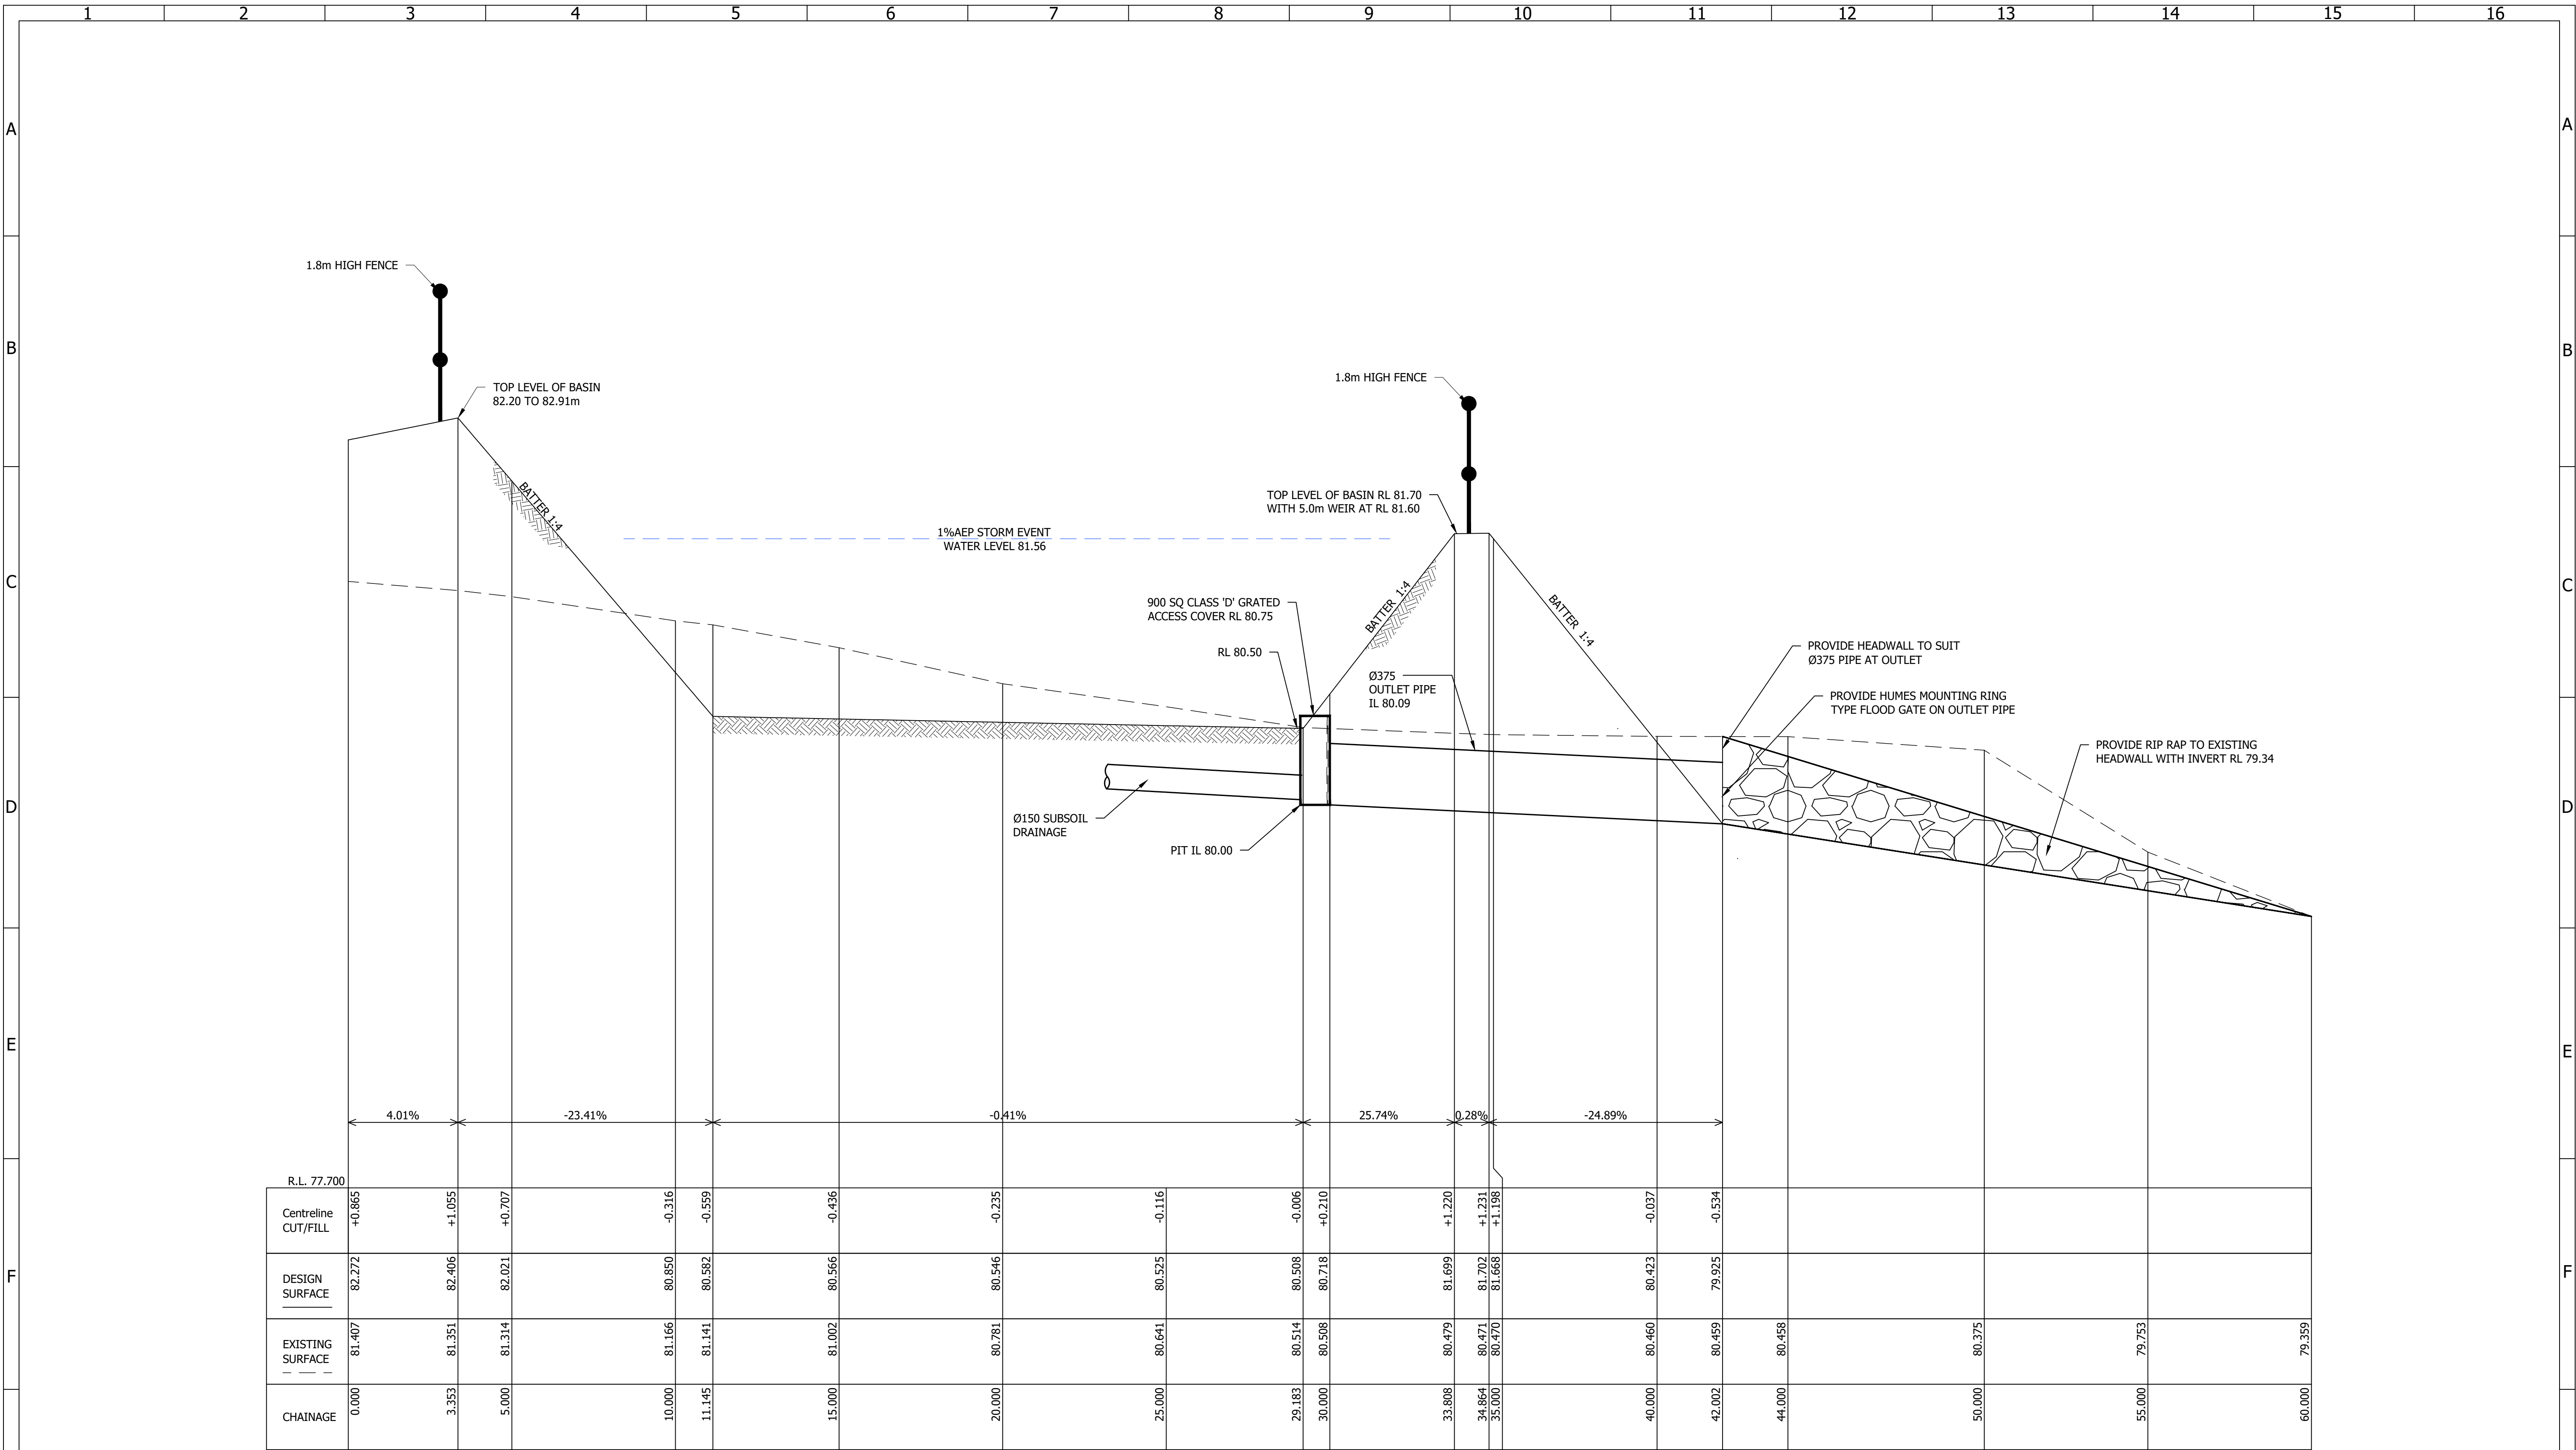 1 2 3 4 5 6 7 8 9 10 11 12 13 14 15 16
A A
B B
C C
D D
E E
F F
1.8m HIGH FENCE
TOP LEVEL OF BASIN
82.20 TO 82.91m
BATTER 1:4
1%AEP STORM EVENT
WATER LEVEL 81.56
1.8m HIGH FENCE
TOP LEVEL OF BASIN RL 81.70
WITH 5.0m WEIR AT RL 81.60
900 SQ CLASS 'D' GRATED
ACCESS COVER RL 80.75
RL 80.50
BATTER 1:4
Ø375
OUTLET PIPE
IL 80.09
BATTER 1:4
PROVIDE HEADWALL TO SUIT
Ø375 PIPE AT OUTLET
PROVIDE HUMES MOUNTING RING
TYPE FLOOD GATE ON OUTLET PIPE
PROVIDE RIP RAP TO EXISTING
HEADWALL WITH INVERT RL 79.34
Ø150 SUBSOIL
DRAINAGE
PIT IL 80.00
4.01% -23.41% -0.41% 25.74% 0.28% -24.89%
R.L. 77.700
Centreline
CUT/FILL
+0.865 +1.055 +0.707 -0.316 -0.559 -0.436 -0.235 -0.116 -0.006 +0.210 +1.220 +1.231 +1.198 -0.037 -0.534
DESIGN
SURFACE
82.272 82.406 82.021 80.850 80.582 80.566 80.546 80.525 80.508 80.718 81.699 81.702 81.668 80.423 79.925
EXISTING
SURFACE
81.407 81.351 81.314 81.166 81.141 81.002 80.781 80.641 80.514 80.508 80.479 80.471 80.470 80.460 80.459 80.458 80.375 79.753 79.359
CHAINAGE
0.000 3.353 5.000 10.000 11.145 15.000 20.000 25.000 29.183 30.000 33.808 34.864 35.000 40.000 42.002 44.000 50.000 55.000 60.000